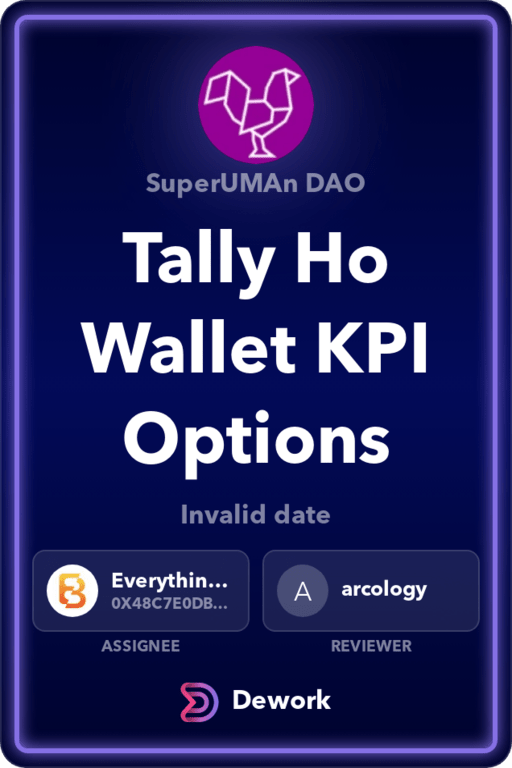 SuperUMAn DAO
Tally Ho
Wallet KPI
Options
Invalid date
Everythin...
0X48C7E0DB...
ASSIGNEE
A
arcology
REVIEWER
Dework